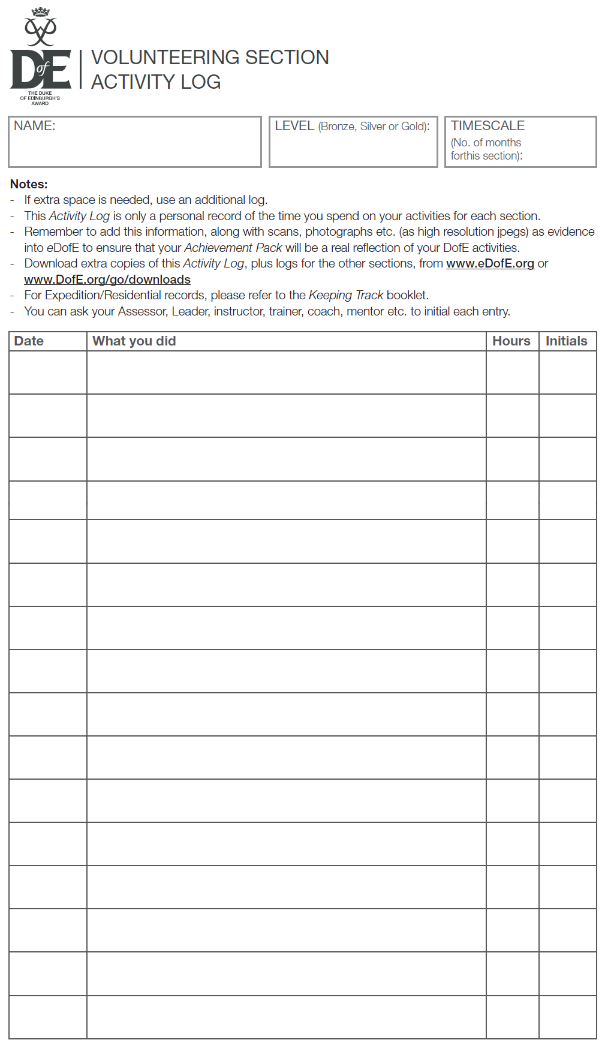 DofE
THE DUKE
OF EDINBURGH'S
AWARD
VOLUNTEERING SECTION
ACTIVITY LOG
NAME:
LEVEL (Bronze, Silver or Gold):
TIMESCALE
(No. of months
forthis section):
Notes:
- If extra space is needed, use an additional log.
- This Activity Log is only a personal record of the time you spend on your activities for each section.
- Remember to add this information, along with scans, photographs etc. (as high resolution jpegs) as evidence
into eDofE to ensure that your Achievement Pack will be a real reflection of your DofE activities.
- Download extra copies of this Activity Log, plus logs for the other sections, from www.eDofE.org or
www.DofE.org/go/downloads
- For Expedition/Residential records, please refer to the Keeping Track booklet.
- You can ask your Assessor, Leader, instructor, trainer, coach, mentor etc. to initial each entry.
Date What you did Hours Initials